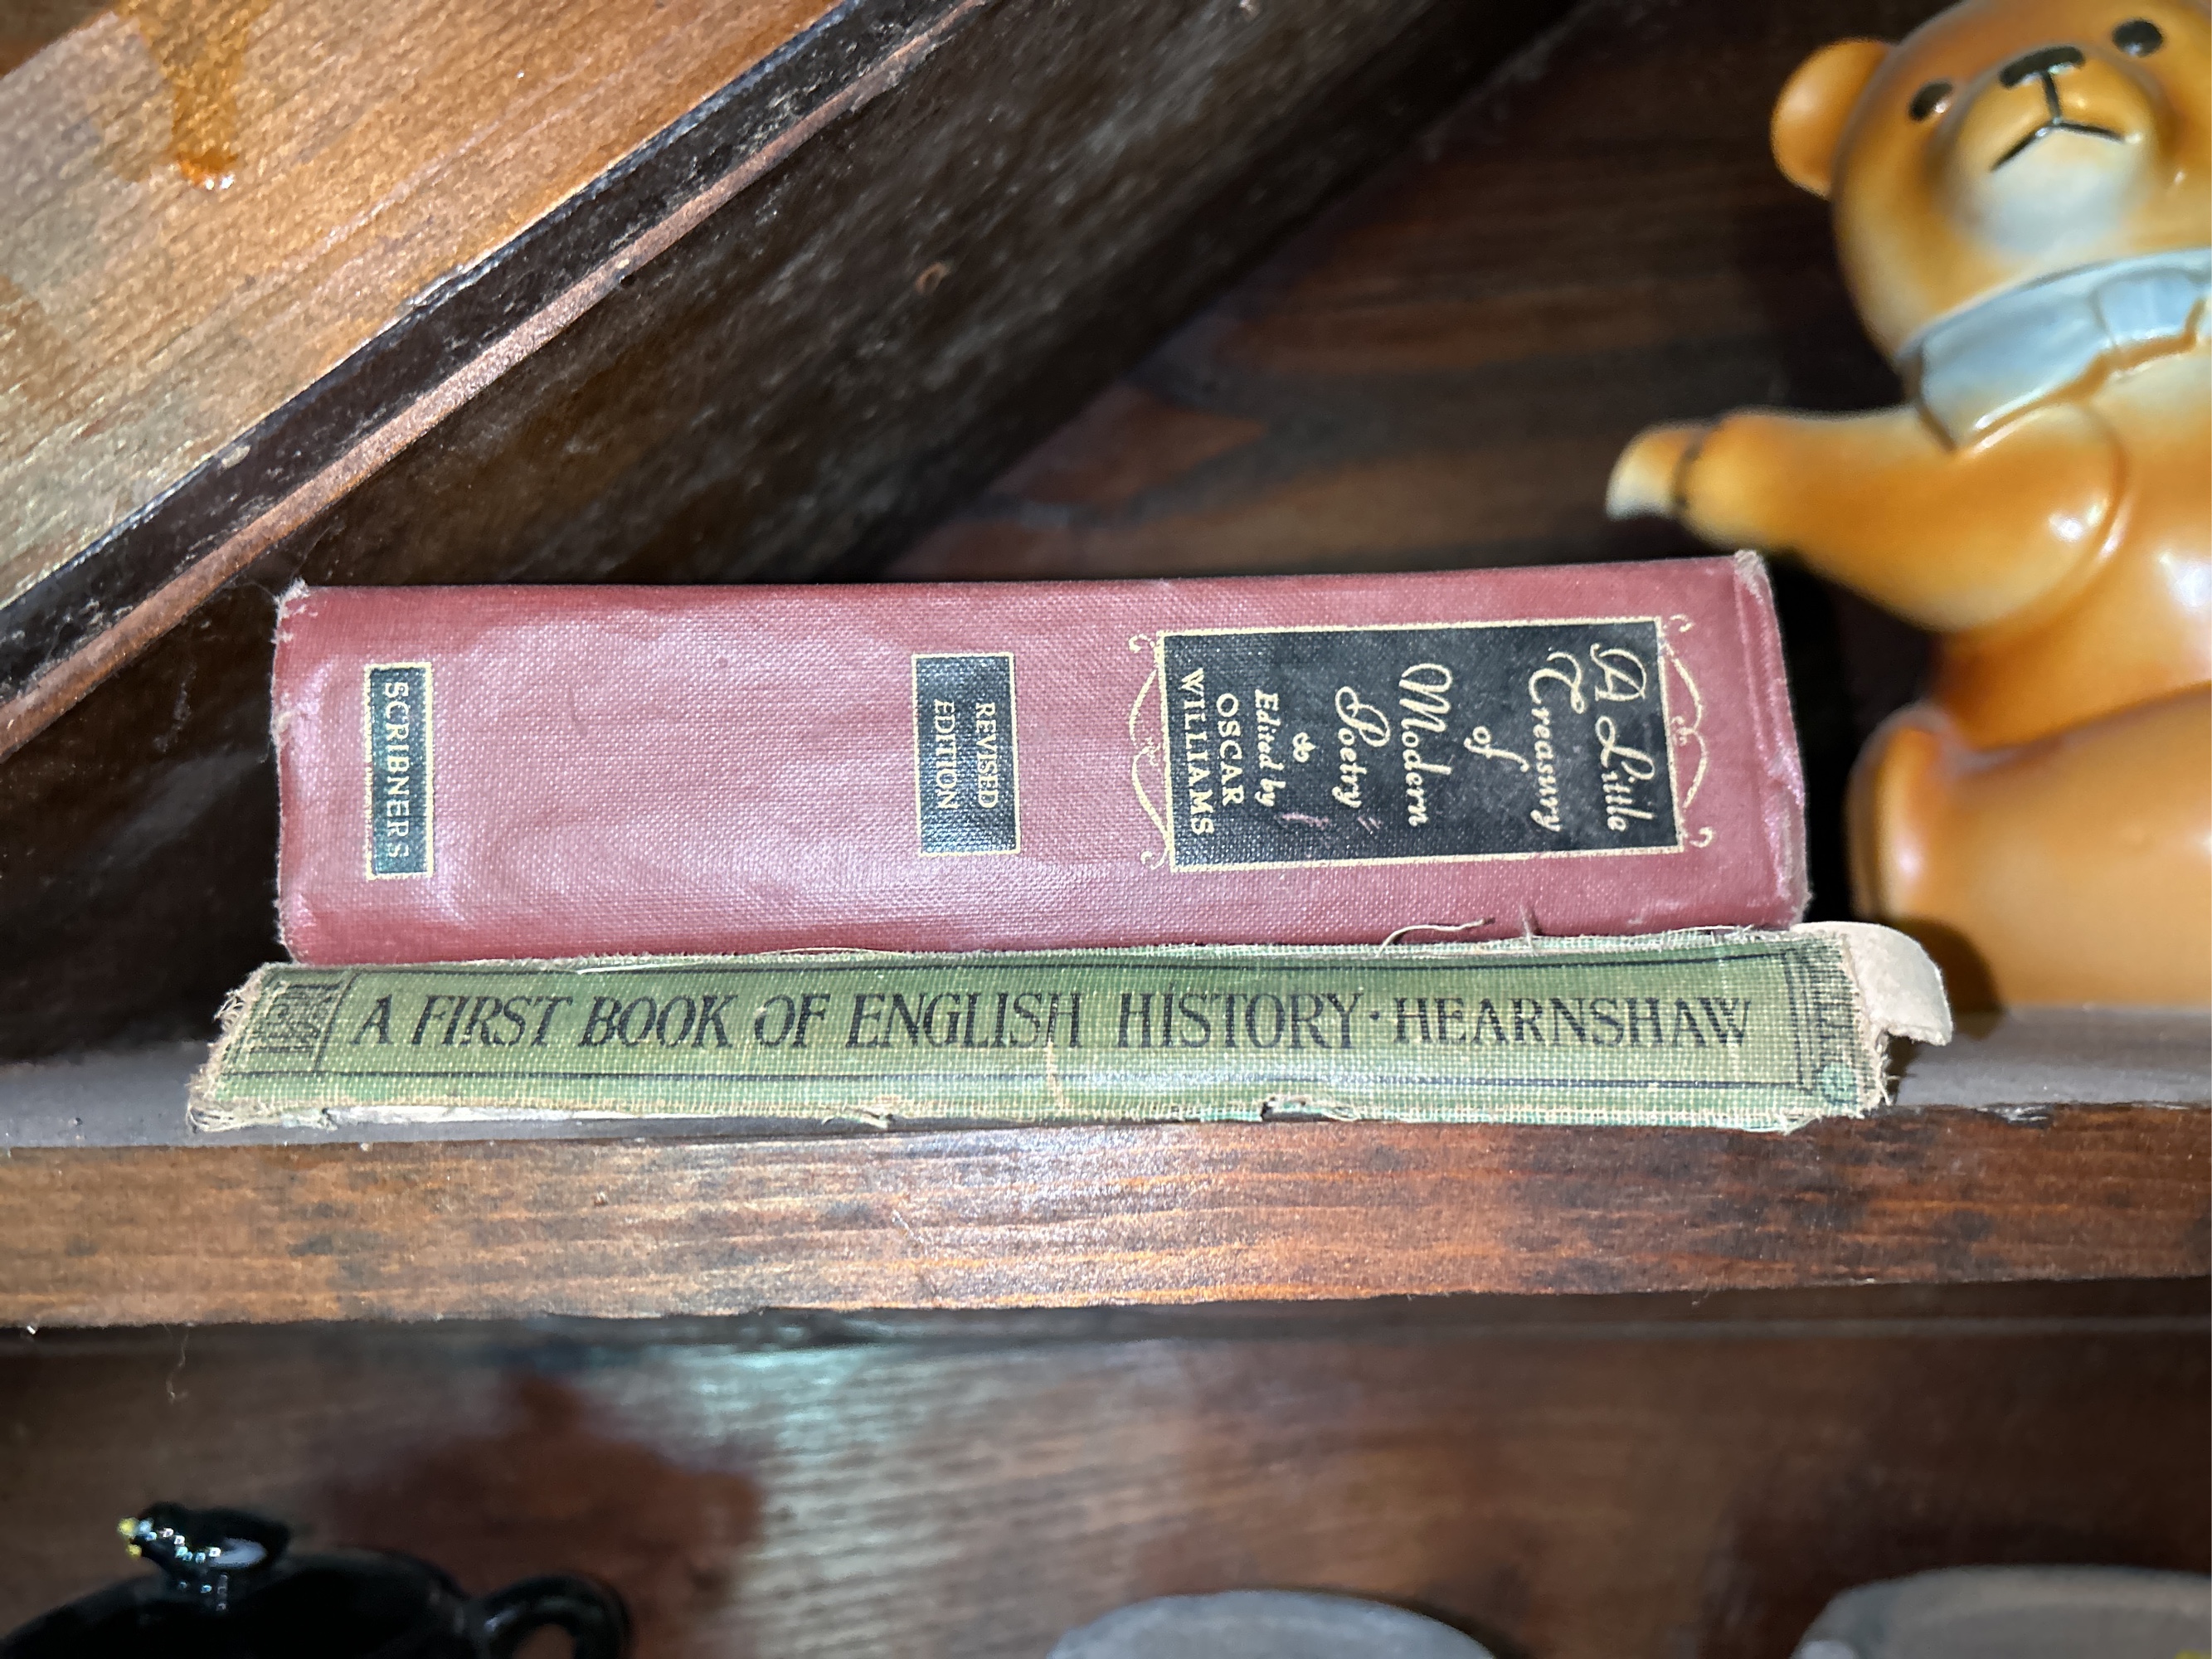 A Little
Treasury
of
Modern
Poetry
Edited by
OSCAR
WILLIAMS
REVISED
EDITION
SCRIBNERS
A FIRST BOOK OF ENGLISH HISTORY·HEARNSHAW